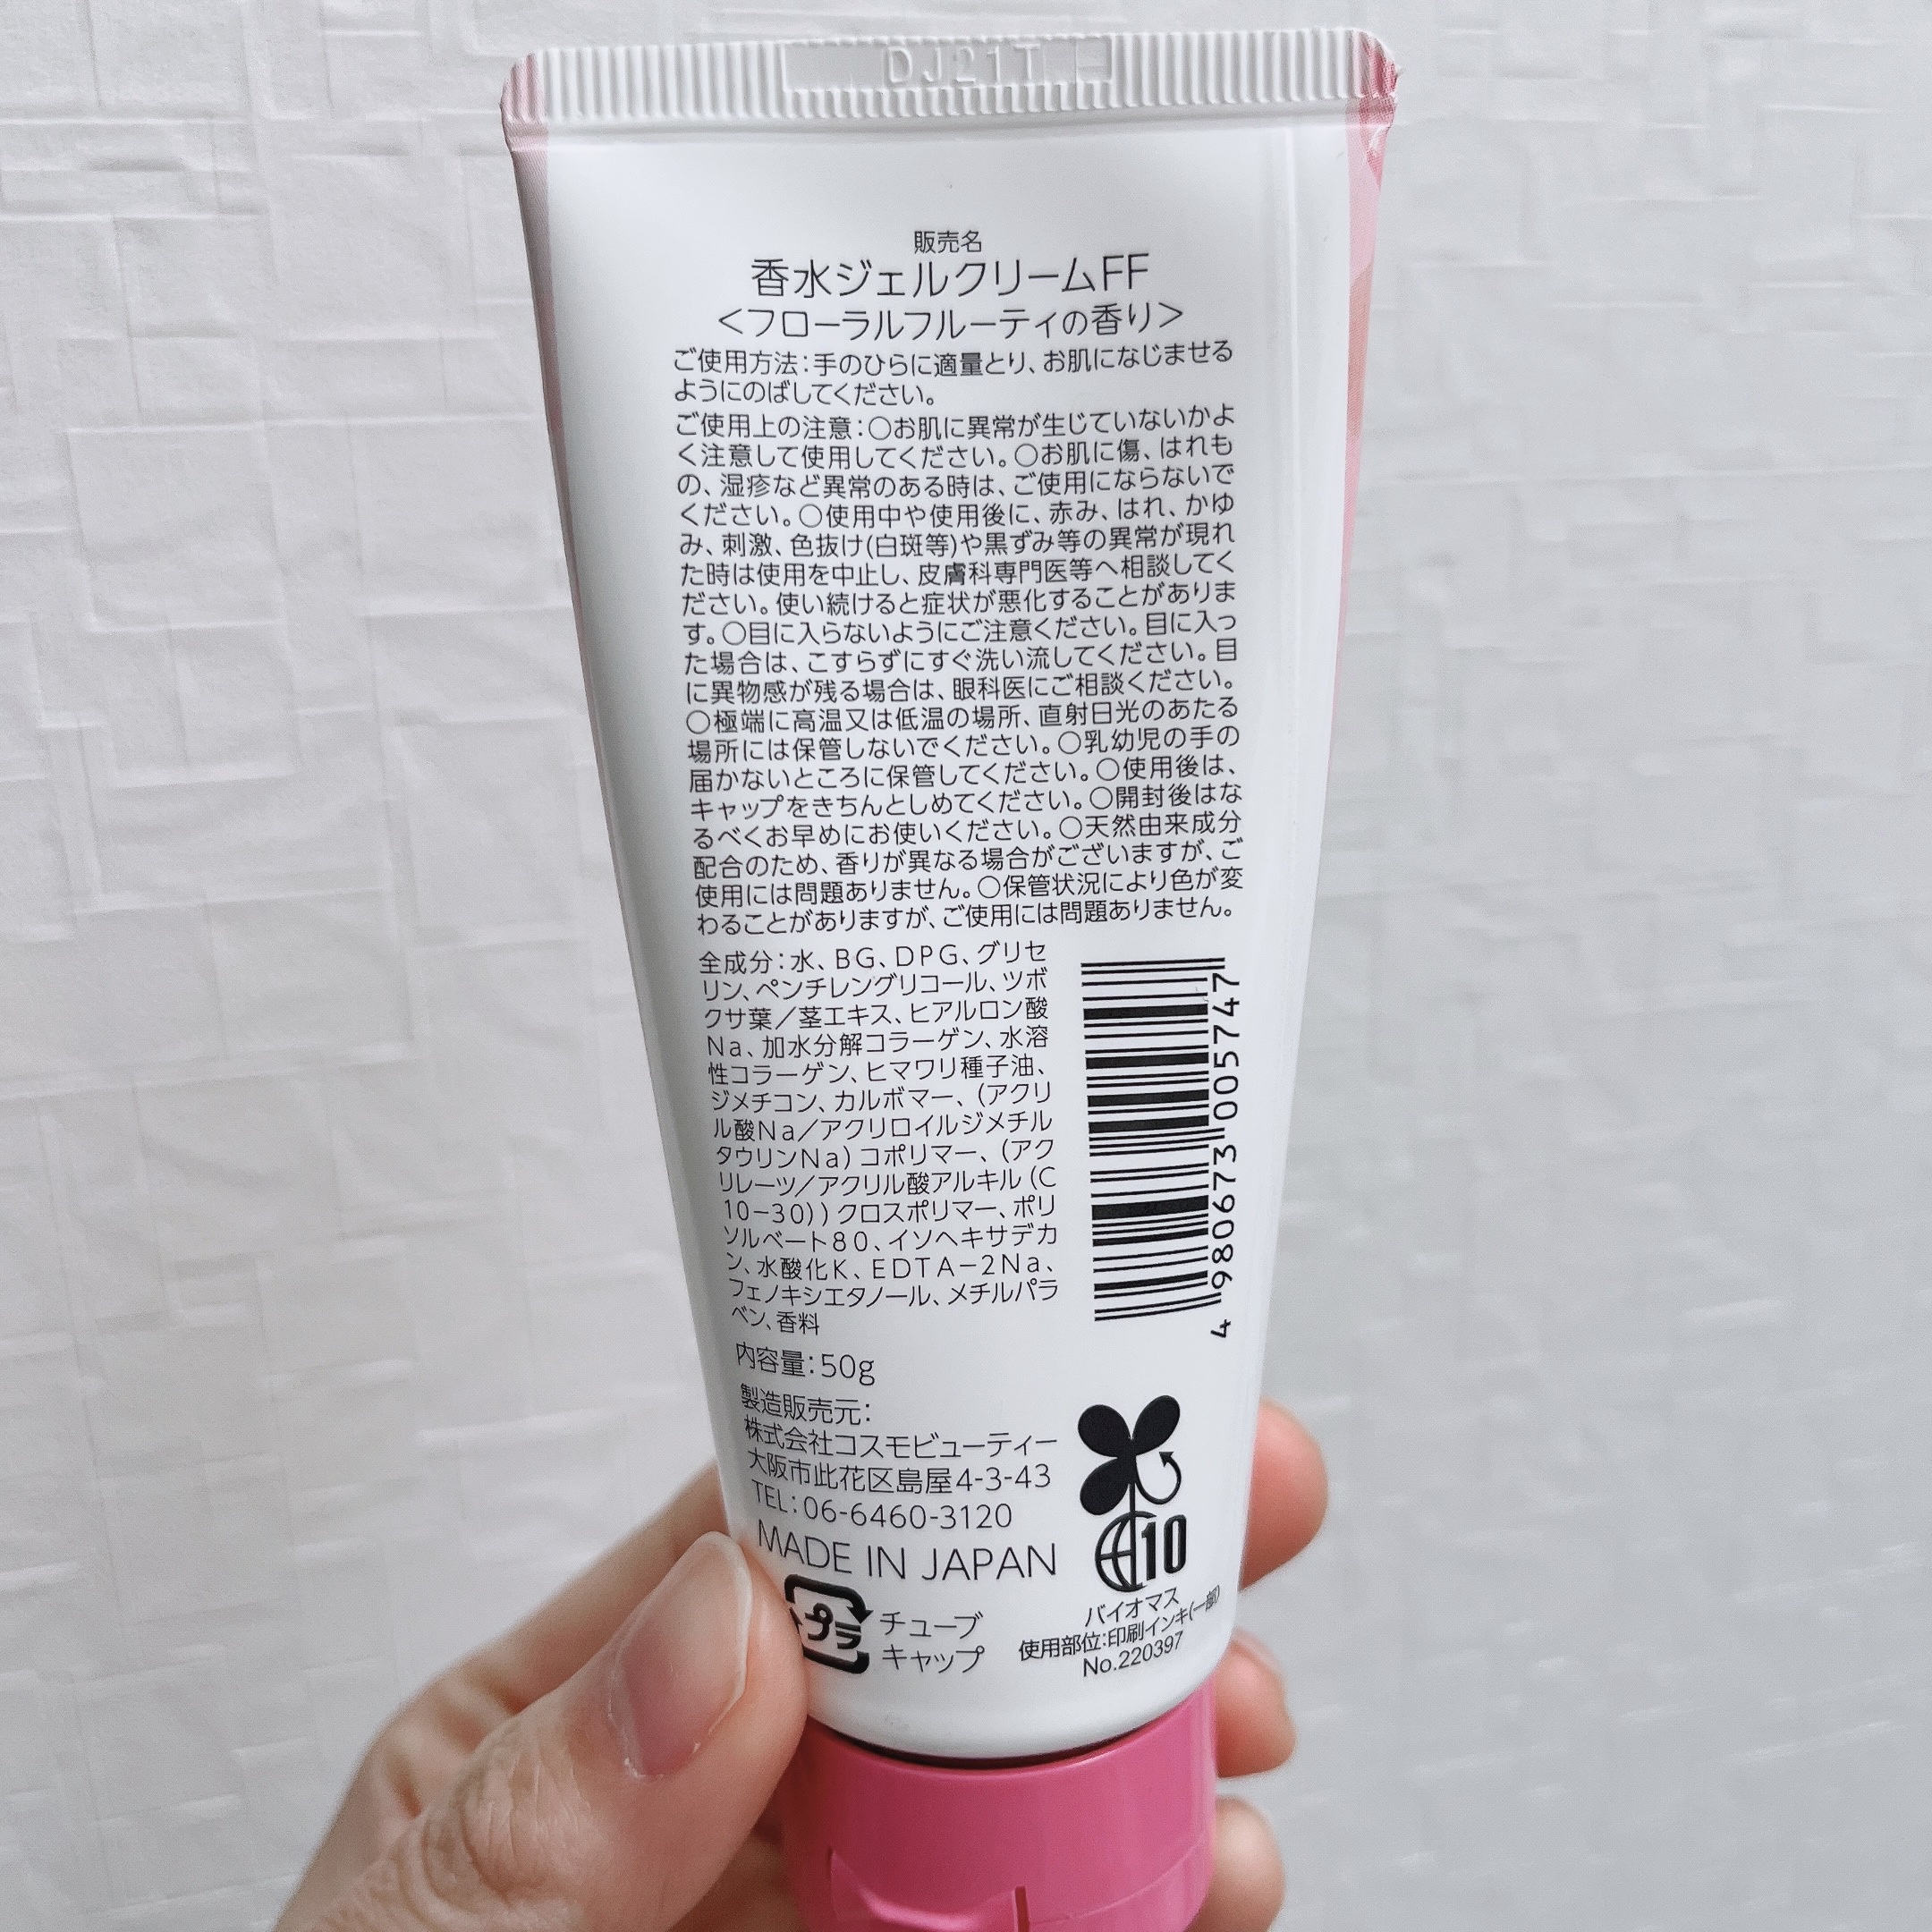 DJ21T
販売名
香水ジェルクリームFF
<フローラルフルーティの香り>
ご使用方法:手のひらに適量とり、お肌になじませる
ようにのばしてください。
ご使用上の注意:○お肌に異常が生じていないかよ
く注意して使用してください。○お肌に傷、はれも
の、湿疹など異常のある時は、ご使用にならないで
ください。○使用中や使用後に、赤み、はれ、かゆ
み、刺激、色抜け(白斑等)や黒ずみ等の異常が現れ
た時は使用を中止し、皮膚科専門医等へ相談してく
ださい。使い続けると症状が悪化することがありま
す。○目に入らないようにご注意ください。目に入っ
た場合は、こすらずにすぐ洗い流してください。目
に異物感が残る場合は、眼科医にご相談ください。
○極端に高温又は低温の場所、直射日光のあたる
場所には保管しないでください。○乳幼児の手の
届かないところに保管してください。○使用後は、
キャップをきちんとしめてください。○開封後はな
るべくお早めにお使いください。○天然由来成分
配合のため、香りが異なる場合がございますが、ご
使用には問題ありません。○保管状況により色が変
わることがありますが、ご使用には問題ありません。
全成分:水、BG、DPG、グリセ
リン、ペンチレングリコール、ツボ
クサ葉/茎エキス、ヒアルロン酸
Na、加水分解コラーゲン、水溶
性コラーゲン、ヒマワリ種子油、
ジメチコン、カルボマー、(アクリ
ル酸Na/アクリロイルジメチル
タウリンNa)コポリマー、(アク
リレーツ/アクリル酸アルキル(C
10-30))クロスポリマー、ポリ
ソルベート80、イソヘキサデカ
ン、水酸化K、EDTA-2Na、
フェノキシエタノール、メチルパラ
ベン、香料
4 980673 005747
内容量:50g
製造販売元:
株式会社コスモビューティー
大阪市此花区島屋4-3-43
TEL:06-6460-3120
MADE IN JAPAN
プラ
チューブ
キャップ
10
バイオマス
使用部位:印刷インキ(一部)
No.220397